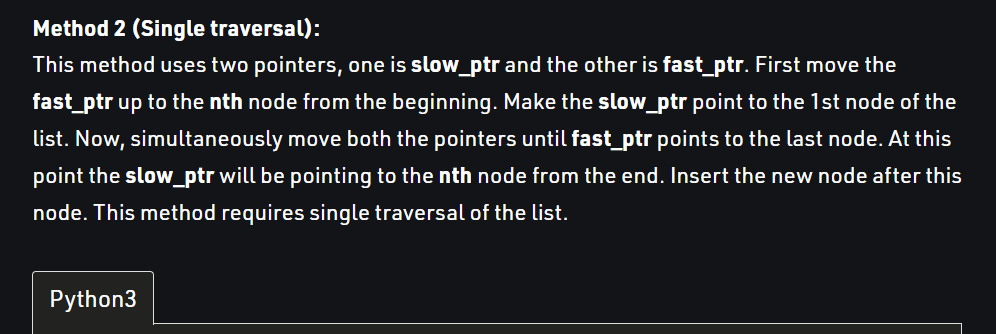 Method 2 (Single traversal):
This method uses two pointers, one is slow_ptr and the other is fast_ptr. First move the
fast_ptr up to the nth node from the beginning. Make the slow_ptr point to the 1st node of the
list. Now, simultaneously move both the pointers until fast_ptr points to the last node. At this
point the slow_ptr will be pointing to the nth node from the end. Insert the new node after this
node. This method requires single traversal of the list.
Python3